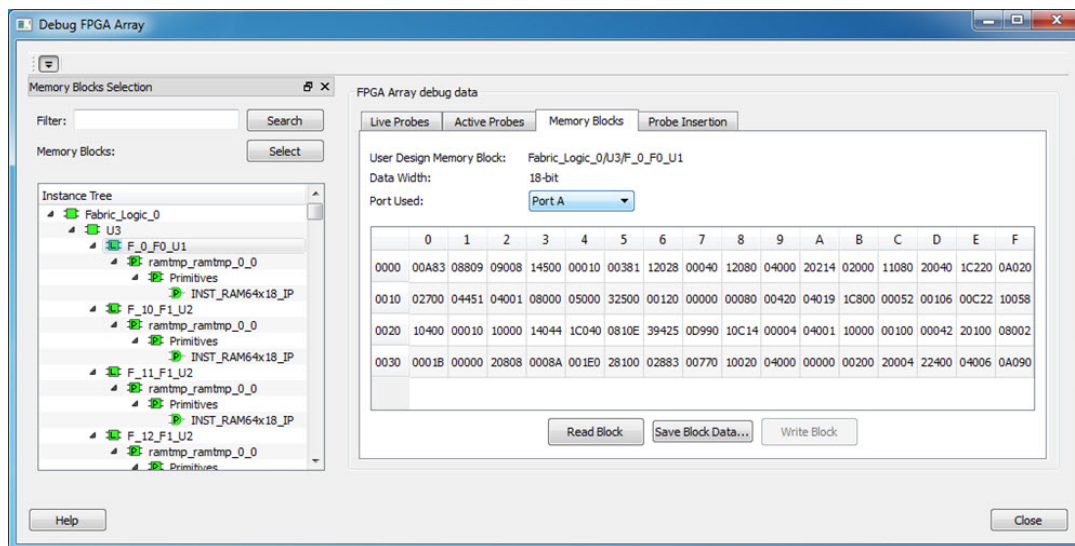 Debug FPGA Array
Memory Blocks Selection
Filter:
Search
Memory Blocks:
Select
Instance Tree
Fabric_Logic_0
U3
F_0_F0_U1
ramtmp_ramtmp_0_0
Primitives
INST_RAM64x18_IP
F_10_F1_U2
ramtmp_ramtmp_0_0
Primitives
INST_RAM64x18_IP
F_11_F1_U2
ramtmp_ramtmp_0_0
Primitives
INST_RAM64x18_IP
F_12_F1_U2
ramtmp_ramtmp_0_0
Primitives
FPGA Array debug data
Live Probes Active Probes Memory Blocks Probe Insertion
User Design Memory Block: Fabric_Logic_0/U3/F_0_F0_U1
Data Width: 18-bit
Port Used: Port A
0 1 2 3 4 5 6 7 8 9 A B C D E F
0000 00A83 08809 09008 14500 00010 00381 12028 00040 12080 04000 20214 02000 11080 20040 1C220 0A020
0010 02700 04451 04001 08000 05000 32500 00120 00000 00080 00420 04019 1C800 00052 00106 00C22 10058
0020 10400 00010 10000 14044 1C040 0810E 39425 0D990 10C14 00004 04001 10000 00100 00042 20100 08002
0030 0001B 00000 20808 0008A 001E0 28100 02883 00770 10020 04000 00000 00200 20004 22400 04006 0A090
Read Block Save Block Data... Write Block
Help
Close